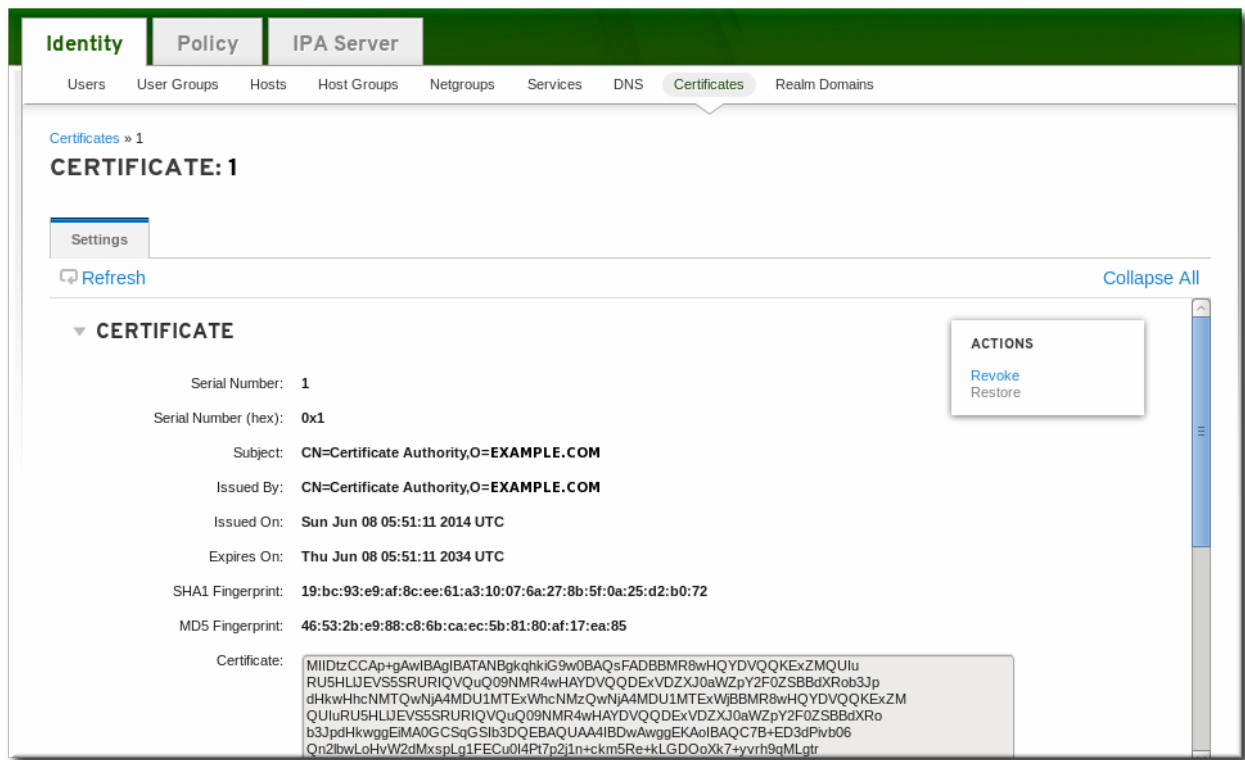 Identity Policy IPA Server
Users User Groups Hosts Host Groups Netgroups Services DNS Certificates Realm Domains
Certificates » 1
CERTIFICATE: 1
Settings
Refresh Collapse All
CERTIFICATE
ACTIONS
Revoke
Restore
Serial Number: 1
Serial Number (hex): 0x1
Subject: CN=Certificate Authority,O=EXAMPLE.COM
Issued By: CN=Certificate Authority,O=EXAMPLE.COM
Issued On: Sun Jun 08 05:51:11 2014 UTC
Expires On: Thu Jun 08 05:51:11 2034 UTC
SHA1 Fingerprint: 19:bc:93:e9:af:8c:ee:61:a3:10:07:6a:27:8b:5f:0a:25:d2:b0:72
MD5 Fingerprint: 46:53:2b:e9:88:c8:6b:ca:ec:5b:81:80:af:17:ea:85
Certificate: MIIDtzCCAp+gAwIBAgIBATANBgkqhkiG9w0BAQsFADBBMR8wHQYDVQQKExZMQUIu
RU5HLlJEVS5SRURIQVQuQ09NMR4wHAYDVQQDExVDZXJ0aWZpY2F0ZSBBdXRob3Jp
dHkwHhcNMTQwNjA4MDU1MTExWhcNMzQwNjA4MDU1MTExWjBBMR8wHQYDVQQKExZM
QUIuRU5HLlJEVS5SRURIQVQuQ09NMR4wHAYDVQQDExVDZXJ0aWZpY2F0ZSBBdXRo
b3JpdHkwggEiMA0GCSqGSIb3DQEBAQUAA4IBDwAwggEKAoIBAQC7B+ED3dPivb06
Qn2lbwLoHvW2dMxspLg1FECu0l4Pt7p2j1n+ckm5Re+kLGDOoXk7+yvrh9qMLgtr